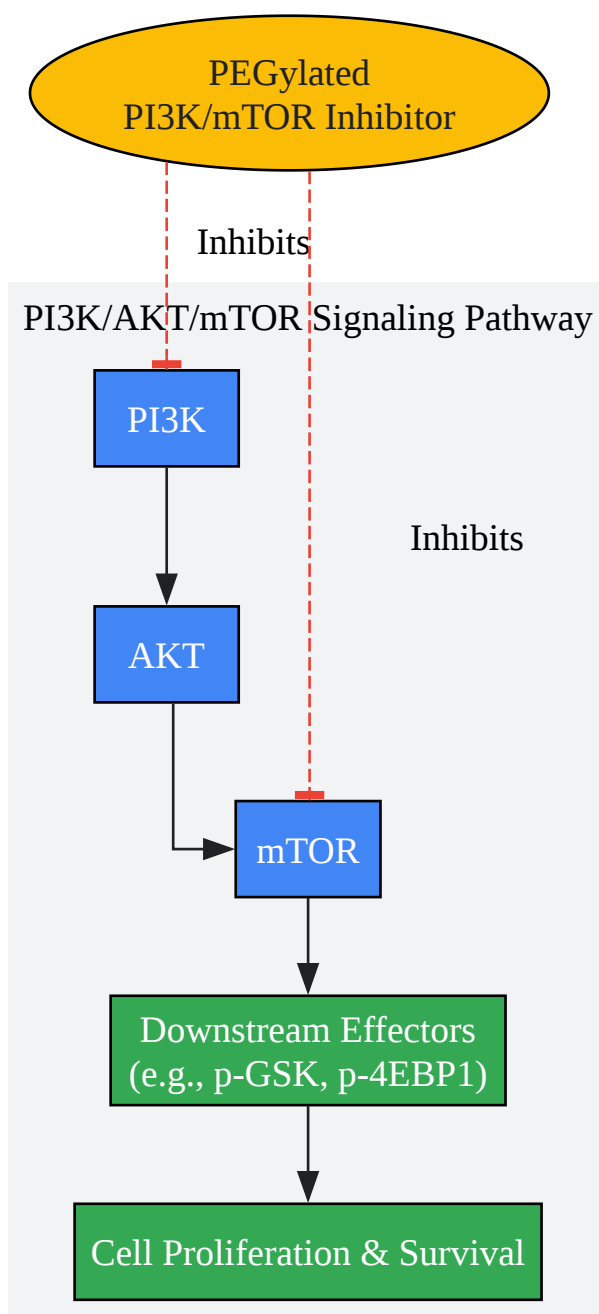 PEGylated
PI3K/mTOR Inhibitor
Inhibits
PI3K/AKT/mTOR Signaling Pathway
PI3K
Inhibits
AKT
mTOR
Downstream Effectors
(e.g., p-GSK, p-4EBP1)
Cell Proliferation & Survival